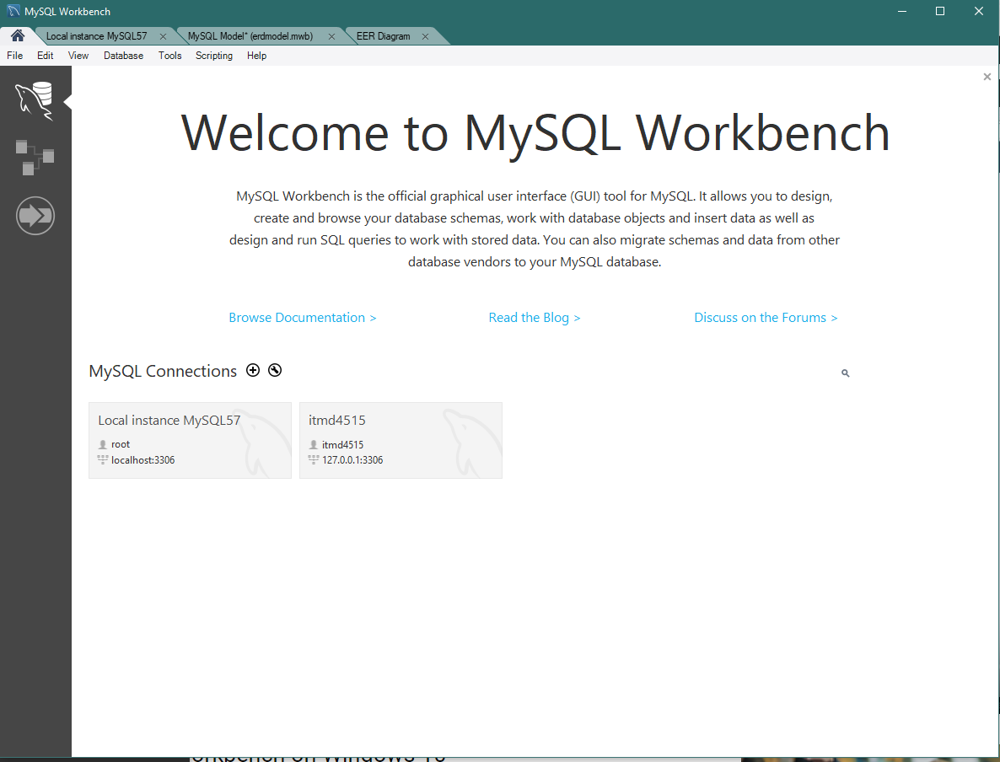 MySQL Workbench
Local instance MySQL57
MySQL Model* (erdmodel.mwb)
EER Diagram
File Edit View Database Tools Scripting Help
Welcome to MySQL Workbench
MySQL Workbench is the official graphical user interface (GUI) tool for MySQL. It allows you to design,
create and browse your database schemas, work with database objects and insert data as well as
design and run SQL queries to work with stored data. You can also migrate schemas and data from other
database vendors to your MySQL database.
Browse Documentation >
Read the Blog >
Discuss on the Forums >
MySQL Connections
Local instance MySQL57
root
localhost:3306
itmd4515
itmd4515
127.0.0.1:3306